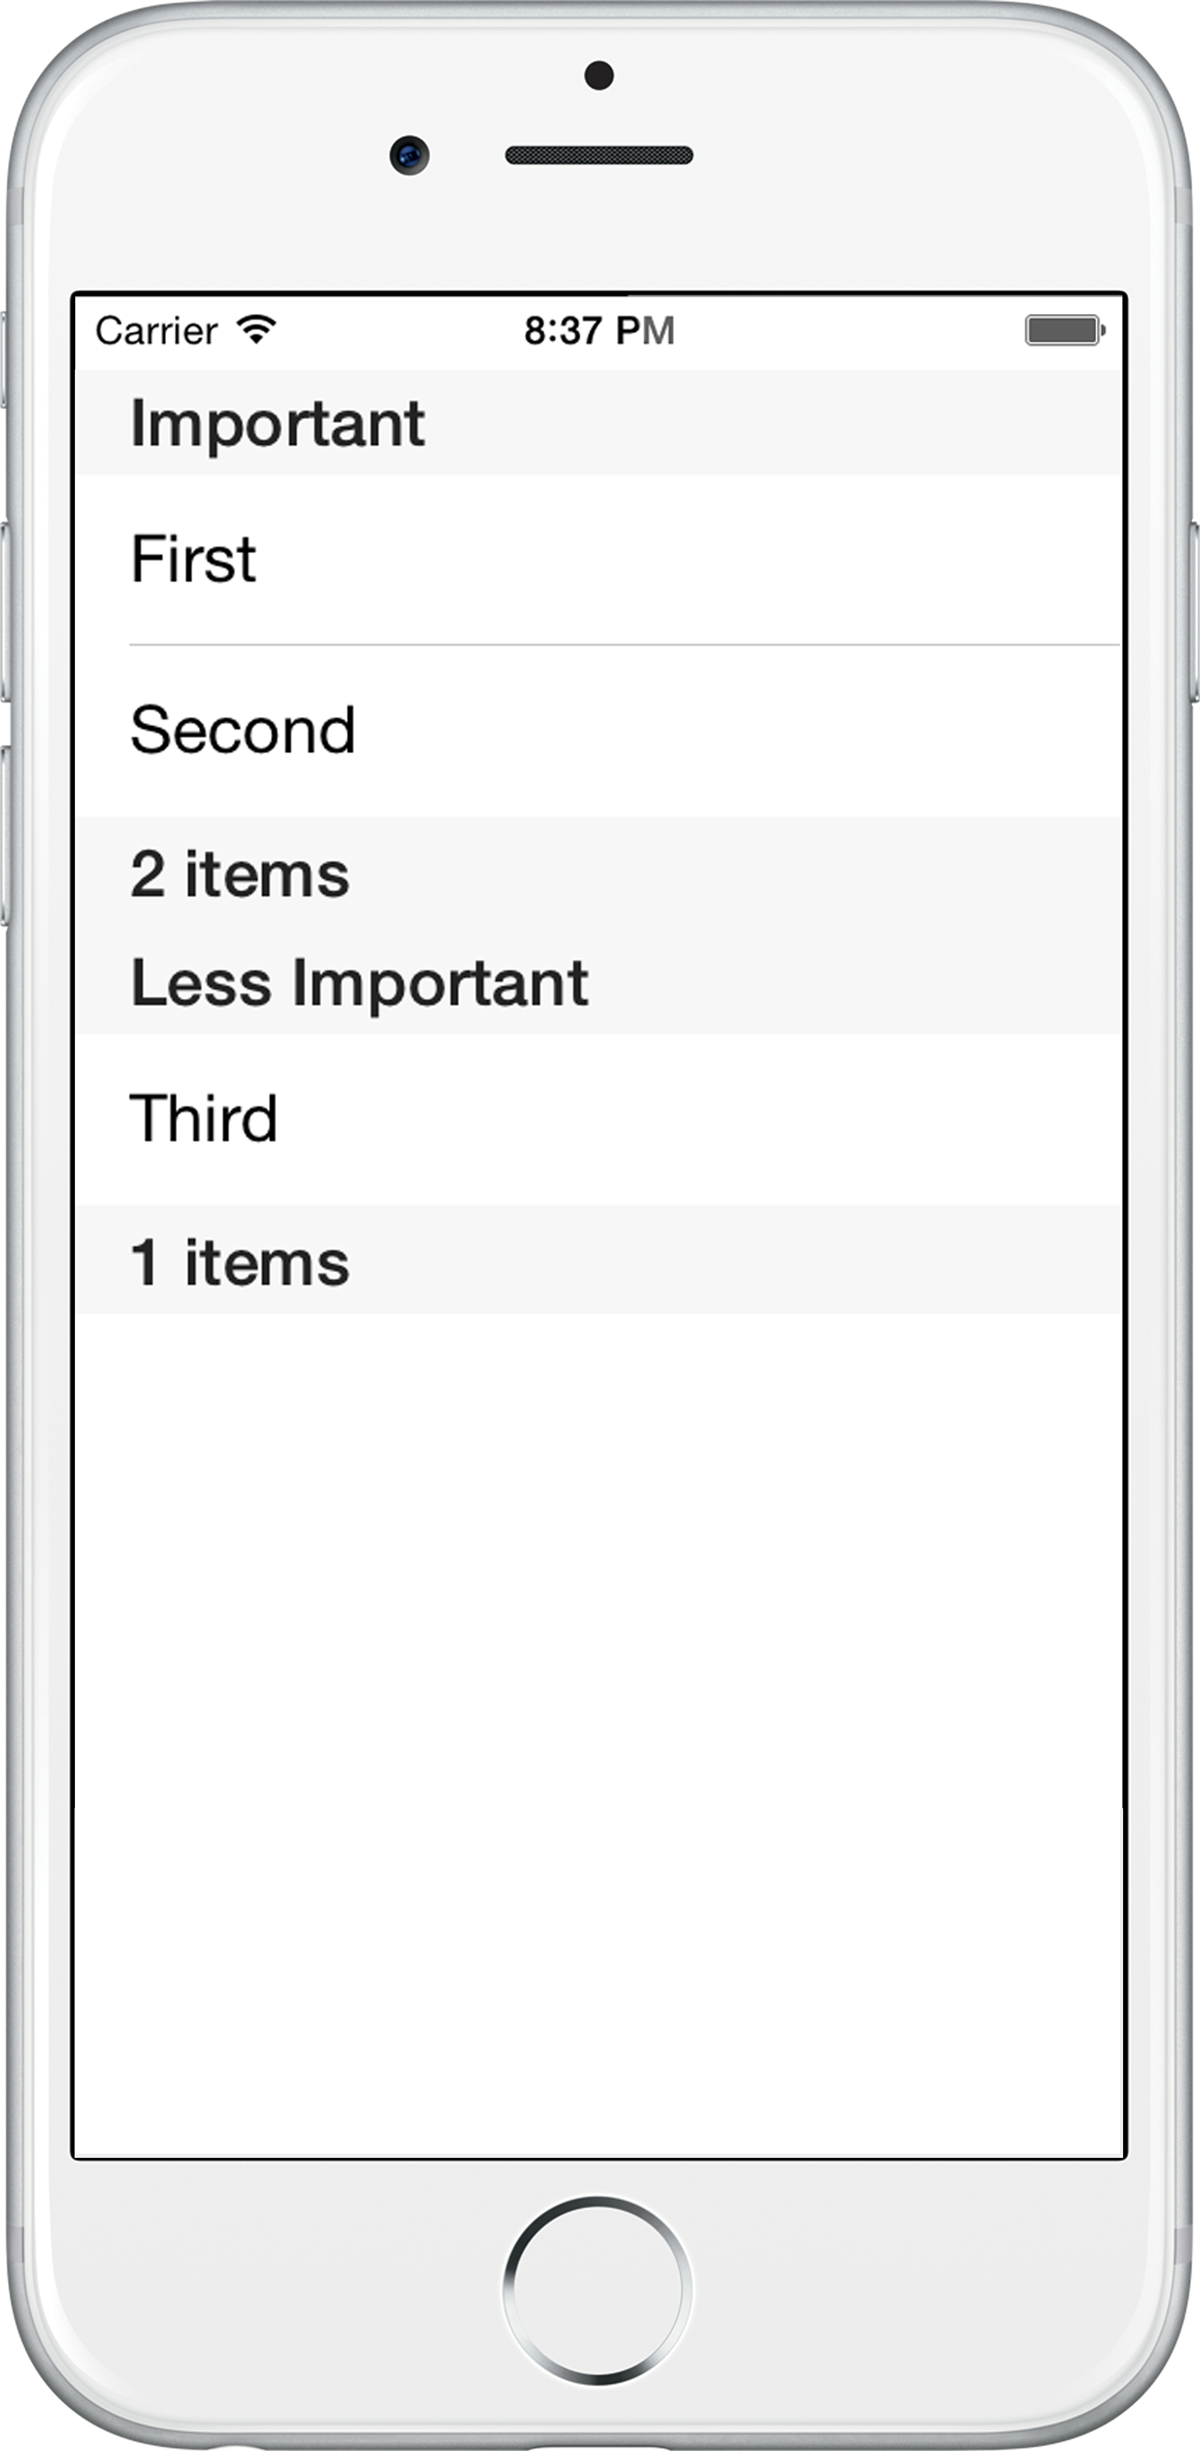 Carrier 8:37 PM
Important
First
Second
2 items
Less Important
Third
1 items